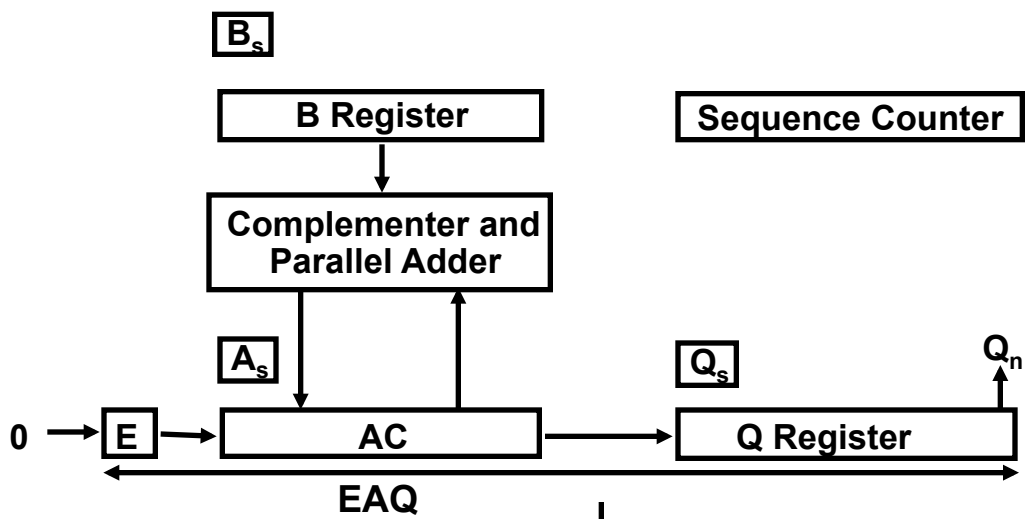 Bs
B Register
Sequence Counter
Complementer and
Parallel Adder
As
Qs
Qn
0
E
AC
Q Register
EAQ